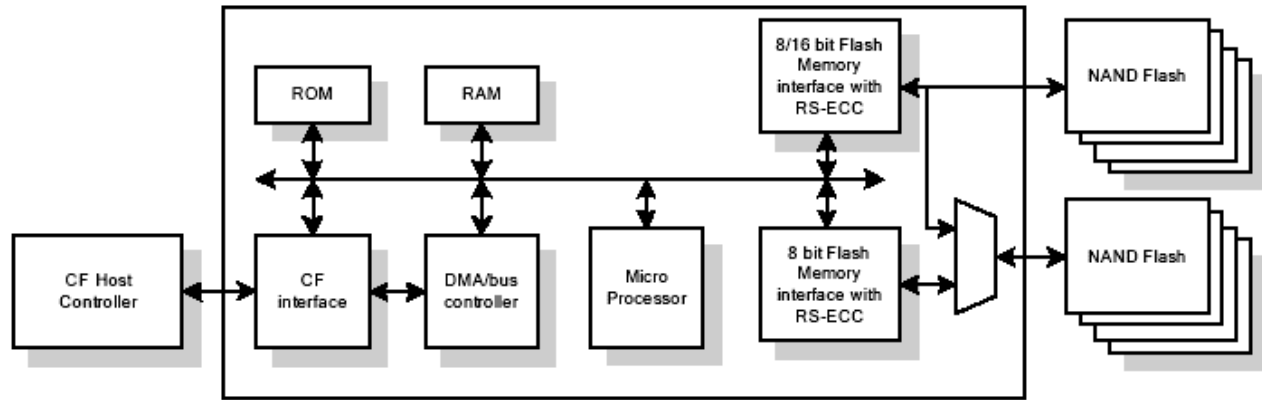 ROM
RAM
8/16 bit Flash
Memory
interface with
RS-ECC
NAND Flash
CF Host
Controller
CF
interface
DMA/bus
controller
Micro
Processor
8 bit Flash
Memory
interface with
RS-ECC
NAND Flash